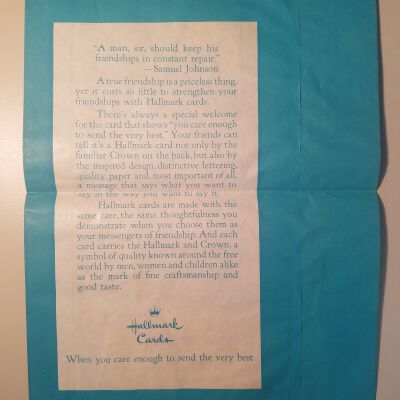 "A man, sir, should keep his
friendships in constant repair."
—Samuel Johnson
A true friendship is a priceless thing,
yet it costs so little to strengthen your
friendships with Hallmark cards.
There's always a special welcome
for the card that shows "you care enough
to send the very best." Your friends can
tell it's a Hallmark card not only by the
familiar Crown on the back, but also by
the inspired design, distinctive lettering,
quality paper and, most important of all,
a message that says what you want to
say in the way you want to say it.
Hallmark cards are made with the
same care, the same thoughtfulness you
demonstrate when you choose them as
your messengers of friendship. And each
card carries the Hallmark and Crown, a
symbol of quality known around the free
world by men, women and children alike
as the mark of fine craftsmanship and
good taste.
Hallmark
Cards
When you care enough to send the very best